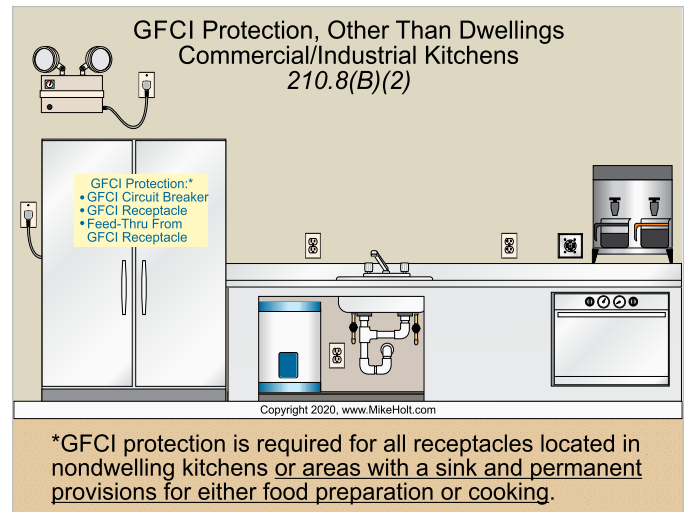 GFCI Protection, Other Than Dwellings
Commercial/Industrial Kitchens
210.8(B)(2)
GFCI Protection:*
•GFCI Circuit Breaker
•GFCI Receptacle
•Feed-Thru From
GFCI Receptacle
Copyright 2020, www.MikeHolt.com
*GFCI protection is required for all receptacles located in
nondwelling kitchens or areas with a sink and permanent
provisions for either food preparation or cooking.